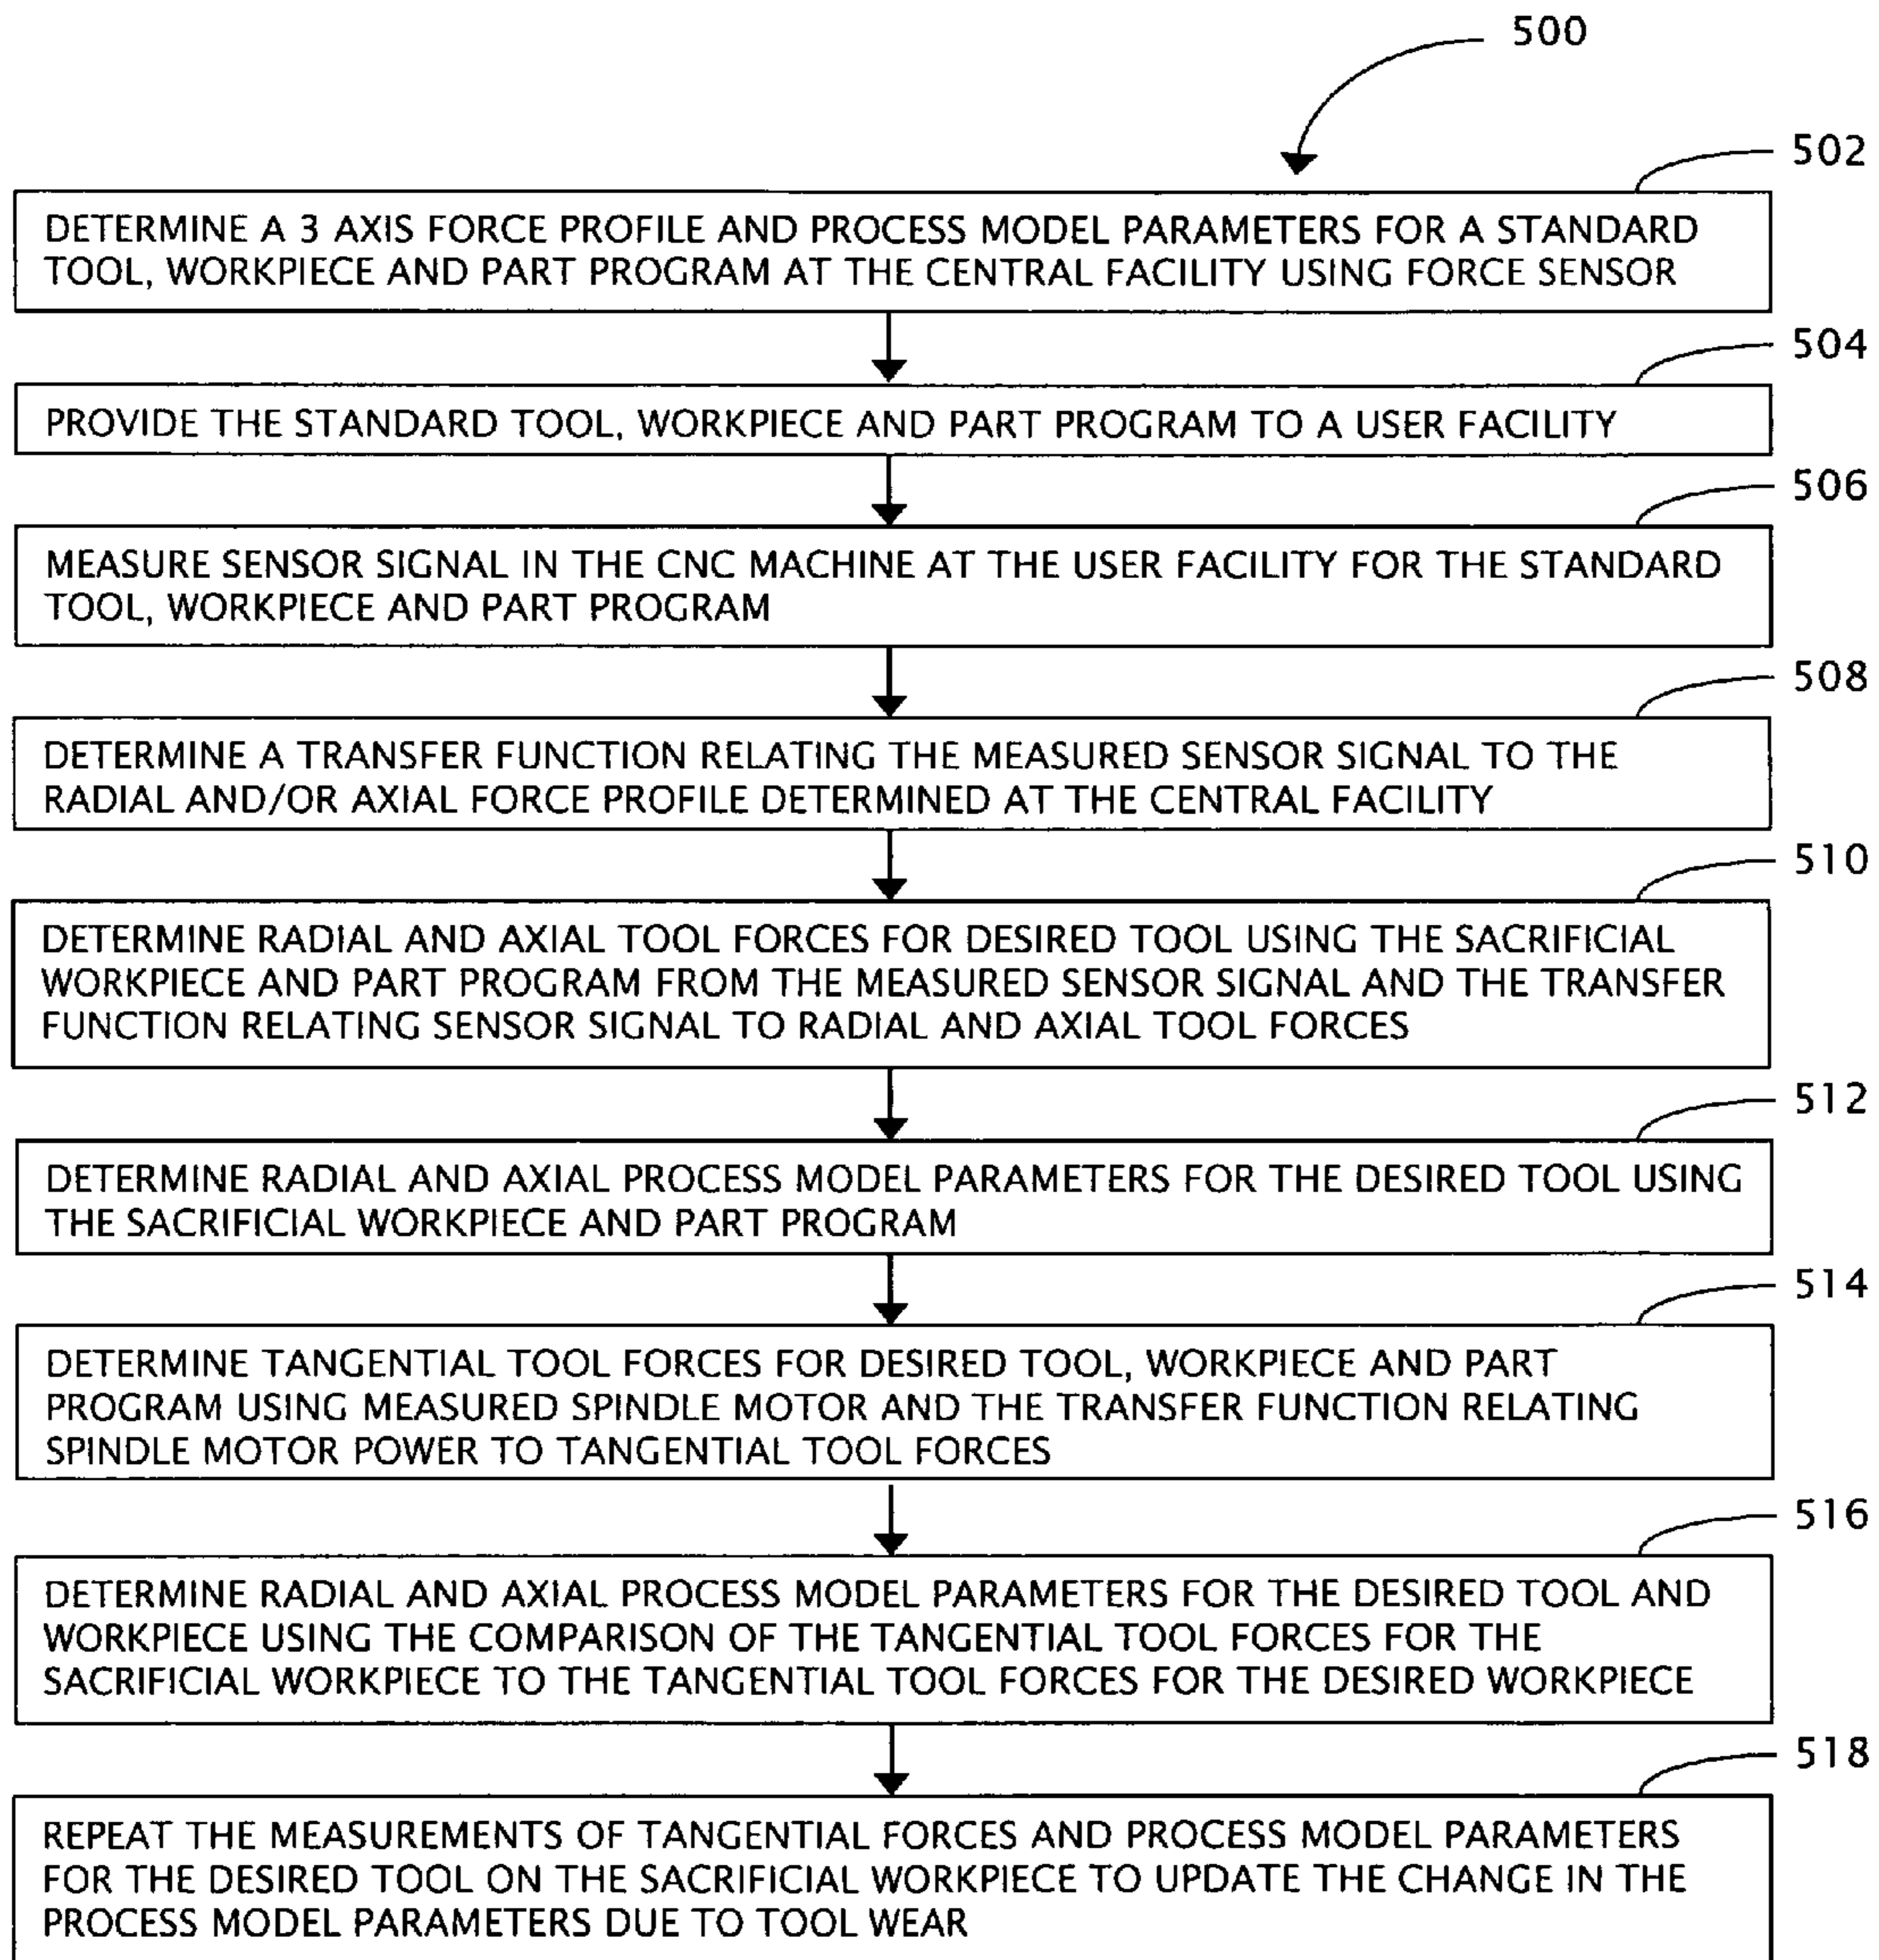 500
502
DETERMINE A 3 AXIS FORCE PROFILE AND PROCESS MODEL PARAMETERS FOR A STANDARD
TOOL, WORKPIECE AND PART PROGRAM AT THE CENTRAL FACILITY USING FORCE SENSOR
504
PROVIDE THE STANDARD TOOL, WORKPIECE AND PART PROGRAM TO A USER FACILITY
506
MEASURE SENSOR SIGNAL IN THE CNC MACHINE AT THE USER FACILITY FOR THE STANDARD
TOOL, WORKPIECE AND PART PROGRAM
508
DETERMINE A TRANSFER FUNCTION RELATING THE MEASURED SENSOR SIGNAL TO THE
RADIAL AND/OR AXIAL FORCE PROFILE DETERMINED AT THE CENTRAL FACILITY
510
DETERMINE RADIAL AND AXIAL TOOL FORCES FOR DESIRED TOOL USING THE SACRIFICIAL
WORKPIECE AND PART PROGRAM FROM THE MEASURED SENSOR SIGNAL AND THE TRANSFER
FUNCTION RELATING SENSOR SIGNAL TO RADIAL AND AXIAL TOOL FORCES
512
DETERMINE RADIAL AND AXIAL PROCESS MODEL PARAMETERS FOR THE DESIRED TOOL USING
THE SACRIFICIAL WORKPIECE AND PART PROGRAM
514
DETERMINE TANGENTIAL TOOL FORCES FOR DESIRED TOOL, WORKPIECE AND PART
PROGRAM USING MEASURED SPINDLE MOTOR AND THE TRANSFER FUNCTION RELATING
SPINDLE MOTOR POWER TO TANGENTIAL TOOL FORCES
516
DETERMINE RADIAL AND AXIAL PROCESS MODEL PARAMETERS FOR THE DESIRED TOOL AND
WORKPIECE USING THE COMPARISON OF THE TANGENTIAL TOOL FORCES FOR THE
SACRIFICIAL WORKPIECE TO THE TANGENTIAL TOOL FORCES FOR THE DESIRED WORKPIECE
518
REPEAT THE MEASUREMENTS OF TANGENTIAL FORCES AND PROCESS MODEL PARAMETERS
FOR THE DESIRED TOOL ON THE SACRIFICIAL WORKPIECE TO UPDATE THE CHANGE IN THE
PROCESS MODEL PARAMETERS DUE TO TOOL WEAR